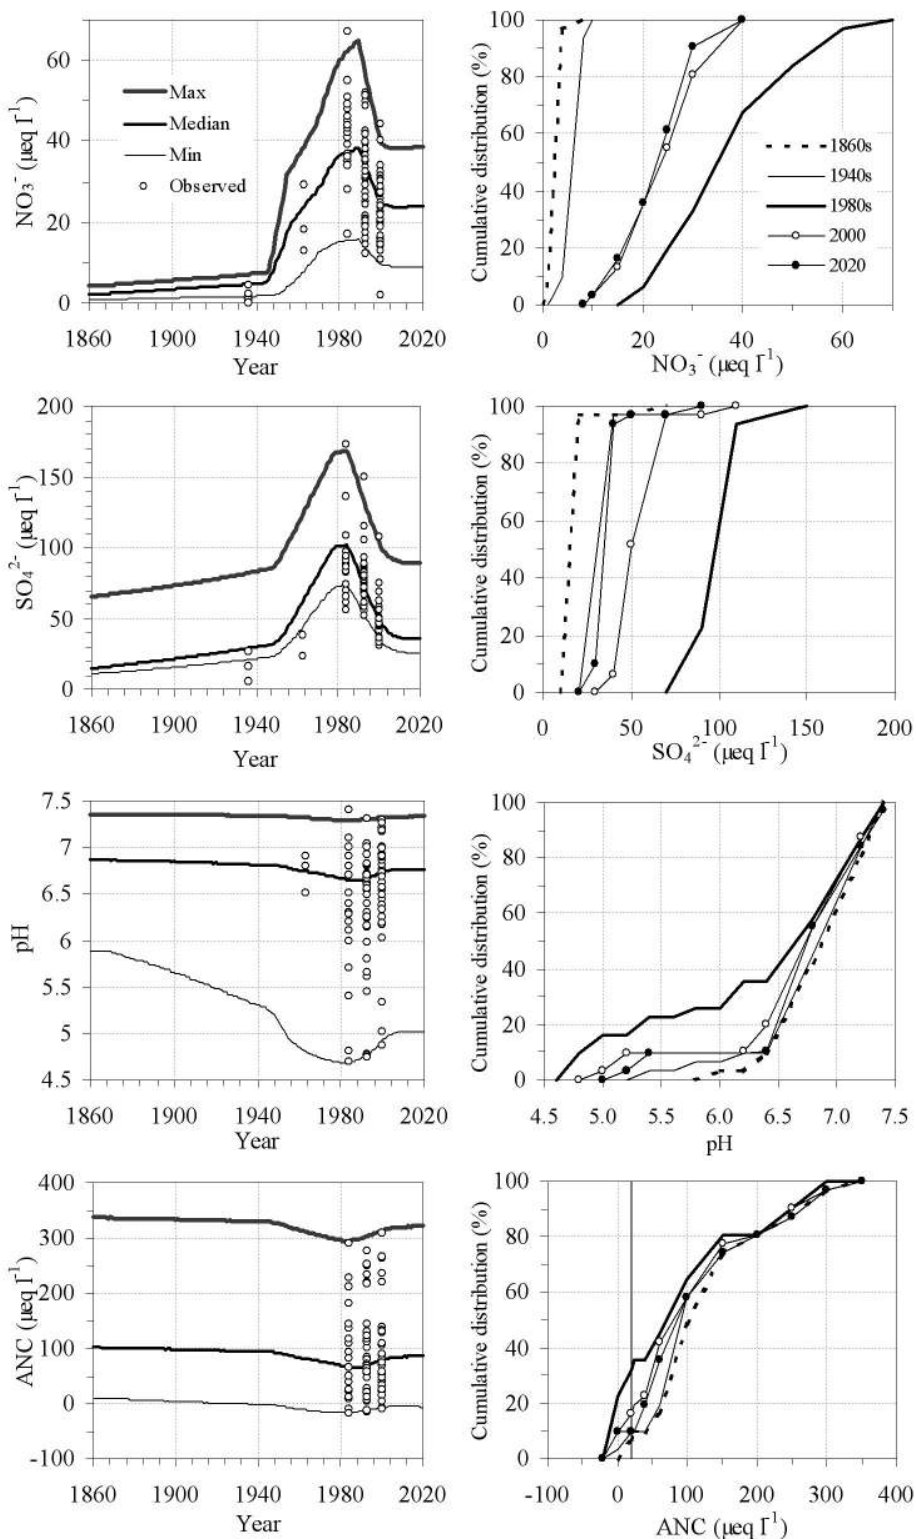 NO₃⁻ (µeq l⁻¹)
60
40
20
0
Max
Median
Min
Observed
1860 1900 1940 1980 2020
Year
Cumulative distribution (%)
100
80
60
40
20
0
1860s
1940s
1980s
2000
2020
0 20 40 60
NO₃⁻ (µeq l⁻¹)
SO₄²⁻ (µeq l⁻¹)
200
150
100
50
0
1860 1900 1940 1980 2020
Year
Cumulative distribution (%)
100
80
60
40
20
0
0 50 100 150 200
SO₄²⁻ (µeq l⁻¹)
pH
7.5
7
6.5
6
5.5
5
4.5
1860 1900 1940 1980 2020
Year
Cumulative distribution (%)
100
80
60
40
20
0
4.5 5.0 5.5 6.0 6.5 7.0 7.5
pH
ANC (µeq l⁻¹)
400
300
200
100
0
-100
1860 1900 1940 1980 2020
Year
Cumulative distribution (%)
100
80
60
40
20
0
-100 0 100 200 300 400
ANC (µeq l⁻¹)